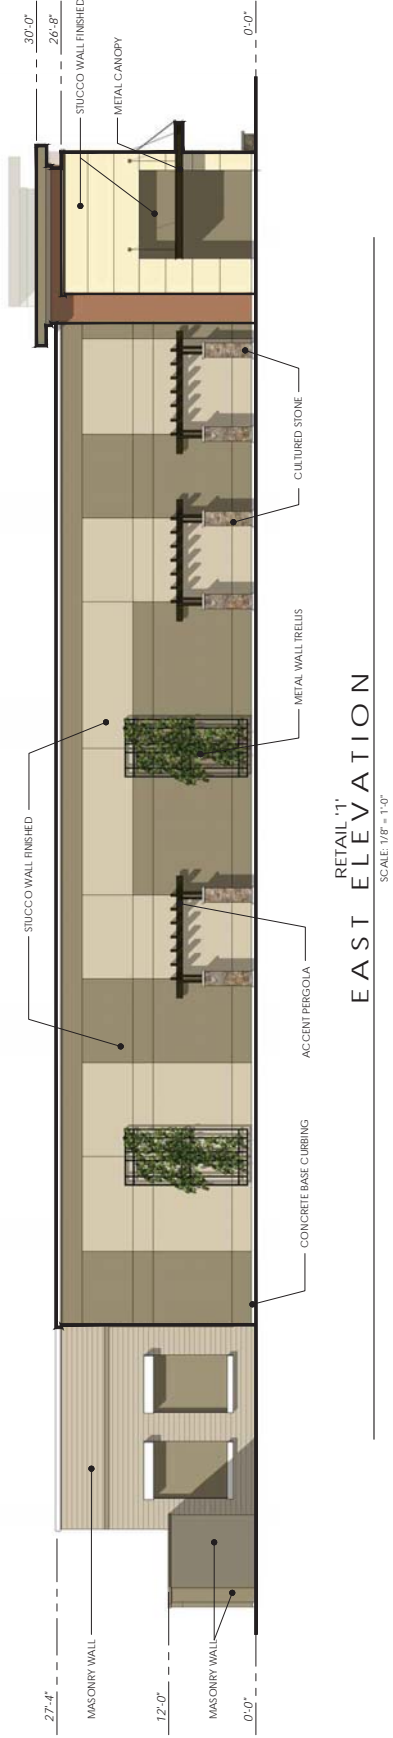 27'-4"
MASONRY WALL
12'-0"
MASONRY WALL
0'-0"
STUCCO WALL FINISHED
CONCRETE BASE CURBING
ACCENT PERGOLA
METAL WALL TRELLIS
CULTURED STONE
30'-0"
26'-8"
STUCCO WALL FINISHED
METAL CANOPY
0'-0"
RETAIL '1'
EAST ELEVATION
SCALE: 1/8" = 1'-0"